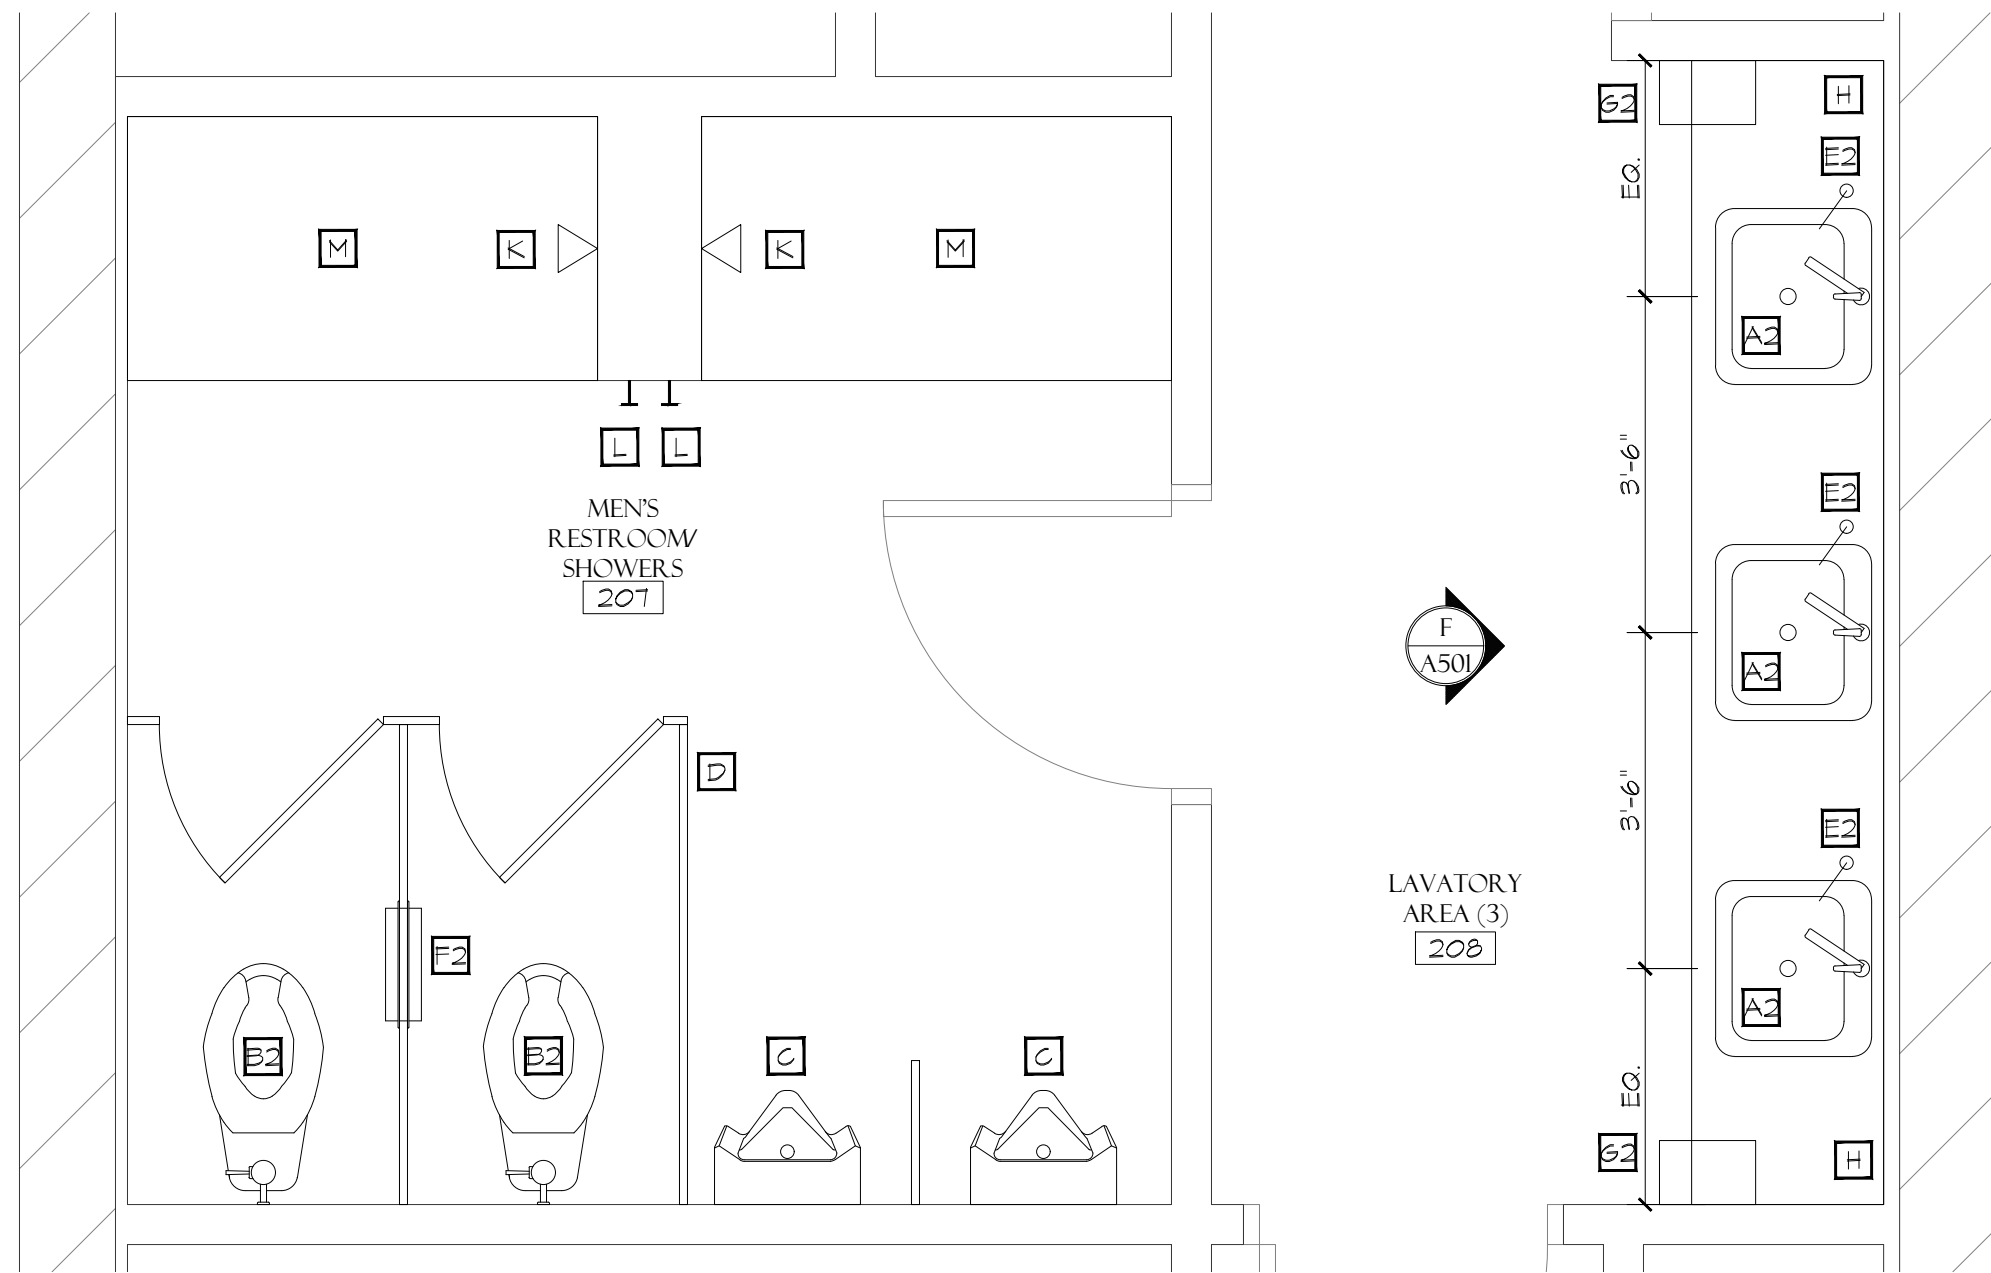 G2
H
E2
EQ.
M
K
K
M
A2
L
L
3'-6"
E2
MEN'S
RESTROOM/
SHOWERS
207
F
A501
A2
D
3'-6"
E2
LAVATORY
AREA (3)
208
F2
A2
B2
B2
C
C
EQ.
G2
H